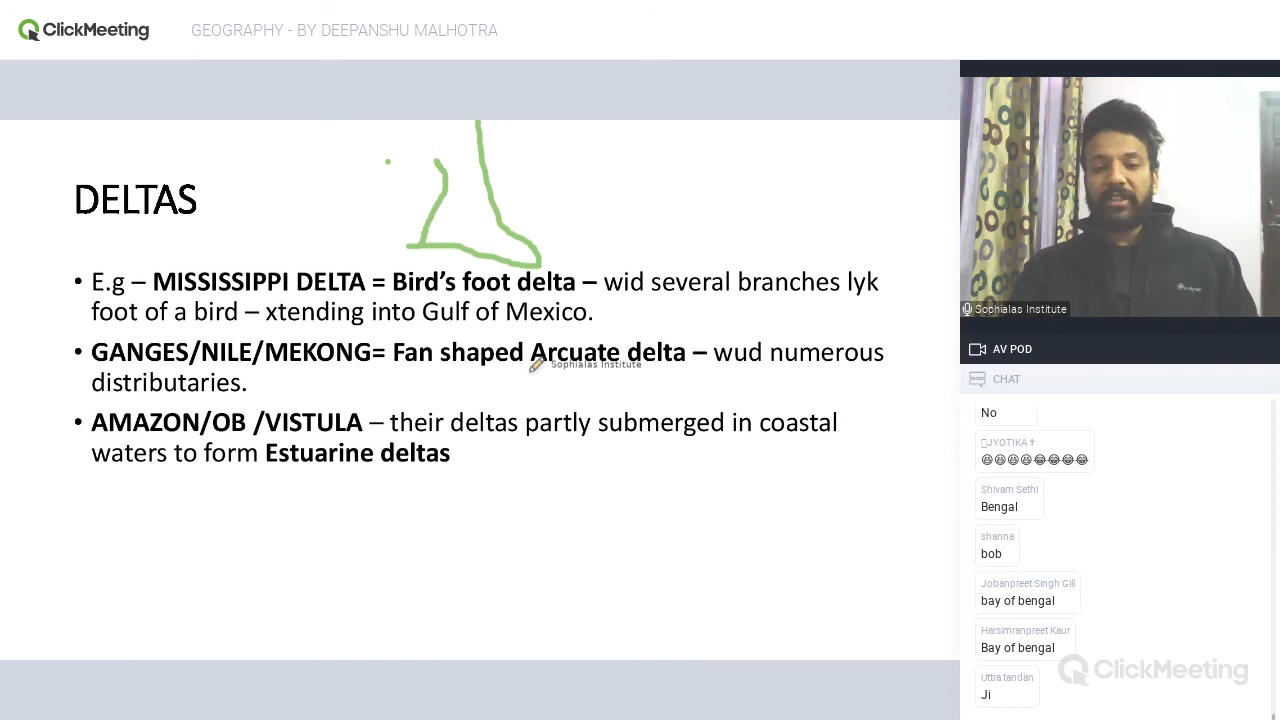 ClickMeeting
GEOGRAPHY - BY DEEPANSHU MALHOTRA
DELTAS
• E.g – MISSISSIPPI DELTA = Bird's foot delta – wid several branches lyk
foot of a bird – xtending into Gulf of Mexico.
• GANGES/NILE/MEKONG= Fan shaped Arcuate delta – wud numerous
distributaries.
Sophialas Institute
• AMAZON/OB /VISTULA – their deltas partly submerged in coastal
waters to form Estuarine deltas
Sophialas Institute
AV POD
CHAT
No
JYOTIKA✝
😆😆😆😆😂😂😂😂
Shivam Sethi
Bengal
shanna
bob
Jobanpreet Singh Gill
bay of bengal
Harsimranpreet Kaur
Bay of bengal
Uttra tandan
Ji
ClickMeeting